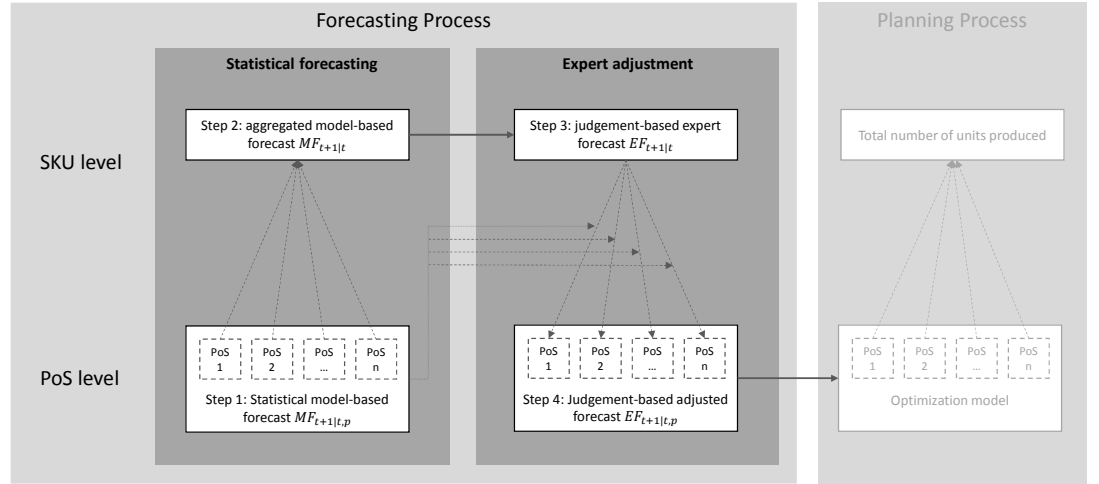 Forecasting Process
Planning Process
Statistical forecasting
Expert adjustment
SKU level
Step 2: aggregated model-based
forecast MF_{t+1|t}
Step 3: judgement-based expert
forecast EF_{t+1|t}
Total number of units produced
PoS level
PoS
1
PoS
2
PoS
...
PoS
n
Step 1: Statistical model-based
forecast MF_{t+1|t,p}
PoS
1
PoS
2
PoS
...
PoS
n
Step 4: Judgement-based adjusted
forecast EF_{t+1|t,p}
PoS
1
PoS
2
PoS
...
PoS
n
Optimization model